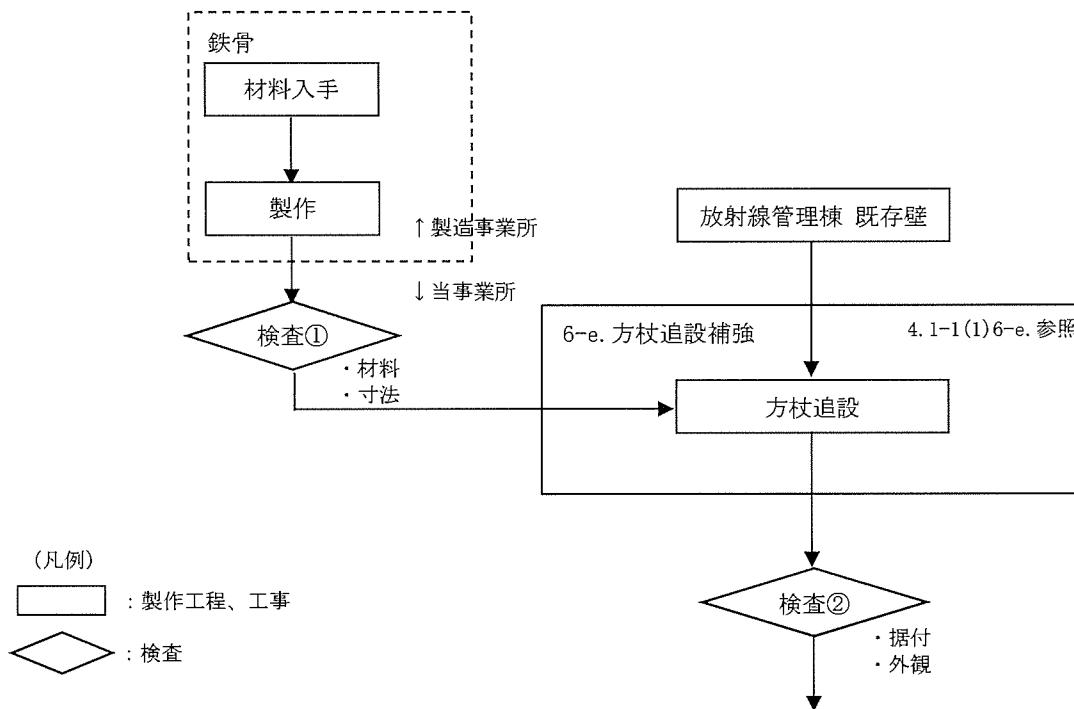 鉄骨
材料入手
製作
↑製造事業所
↓当事業所
検査①
・材料
・寸法
放射線管理棟 既存壁
6-e. 方杖追設補強
4.1-1(1)6-e. 参照
方杖追設
検査②
・据付
・外観
(凡例)
：製作工程、工事
：検査